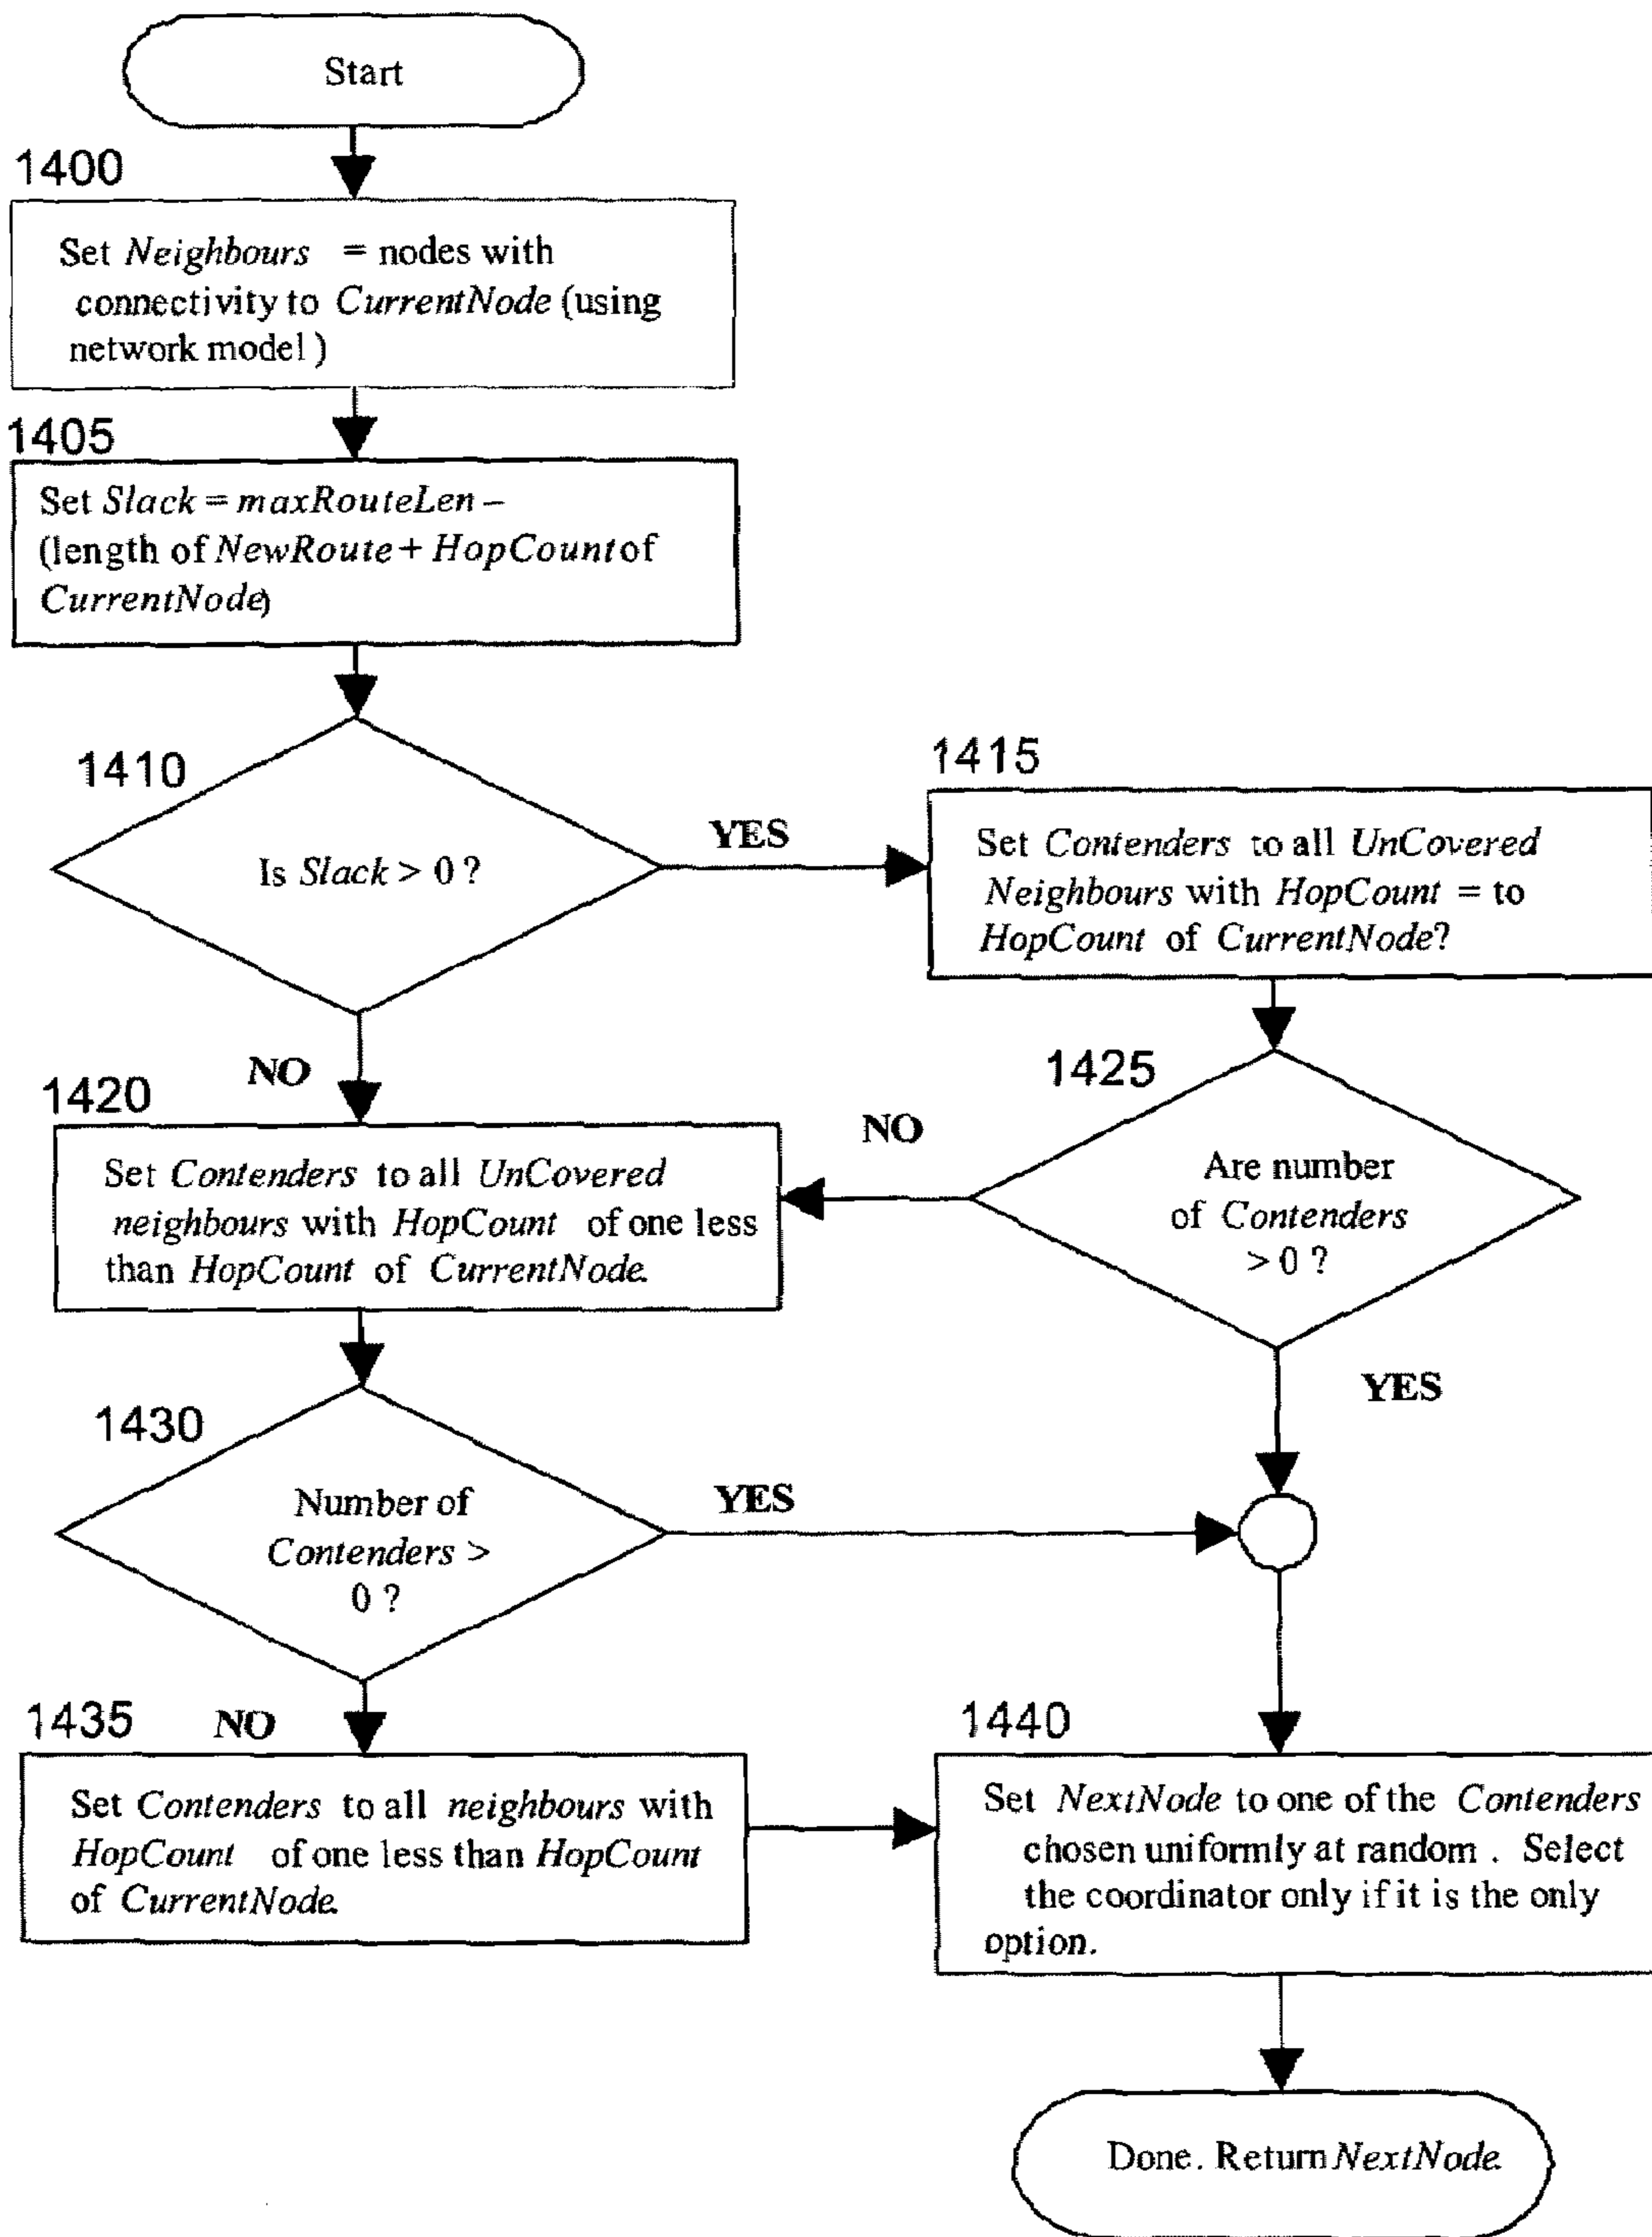 Start
1400
Set Neighbours = nodes with
connectivity to CurrentNode (using
network model )
1405
Set Slack = maxRouteLen –
(length of NewRoute + HopCount of
CurrentNode)
1410
Is Slack > 0 ?
YES
NO
1415
Set Contenders to all UnCovered
Neighbours with HopCount = to
HopCount of CurrentNode?
1425
Are number
of Contenders
> 0 ?
NO
YES
1420
Set Contenders to all UnCovered
neighbours with HopCount of one less
than HopCount of CurrentNode.
1430
Number of
Contenders >
0 ?
YES
NO
1435
Set Contenders to all neighbours with
HopCount of one less than HopCount
of CurrentNode.
1440
Set NextNode to one of the Contenders
chosen uniformly at random . Select
the coordinator only if it is the only
option.
Done. Return NextNode.